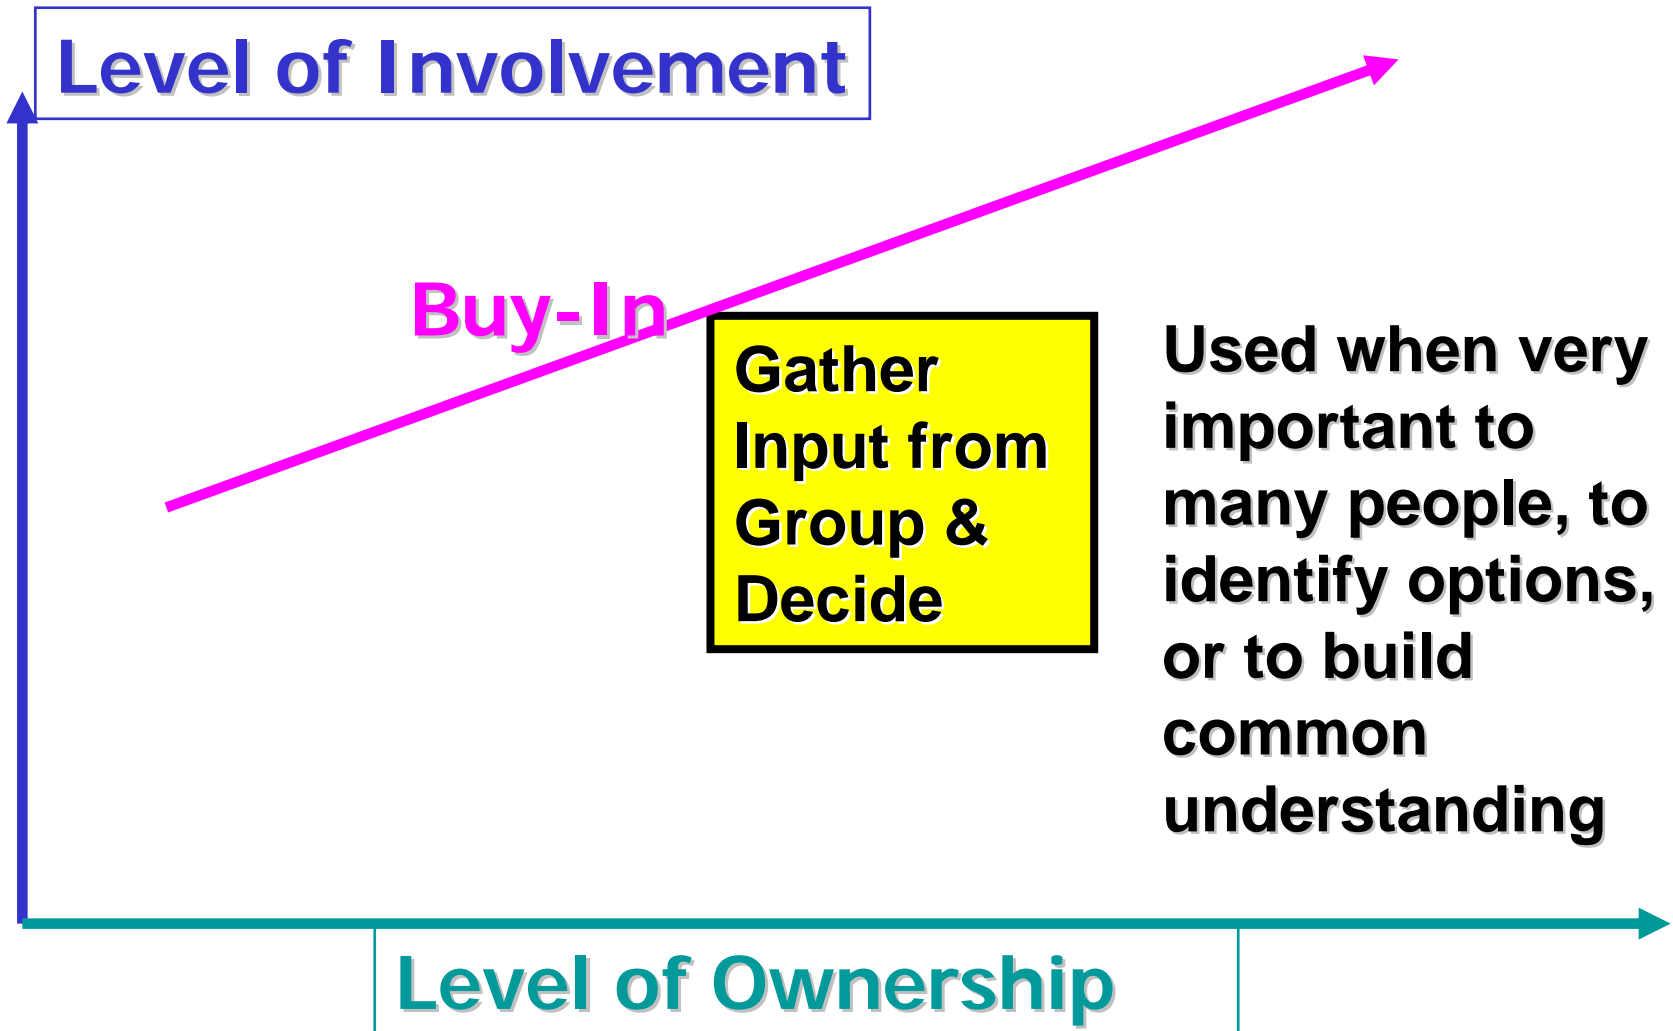 Level of Involvement
Buy-In
Gather
Input from
Group &
Decide
Used when very
important to
many people, to
identify options,
or to build
common
understanding
Level of Ownership